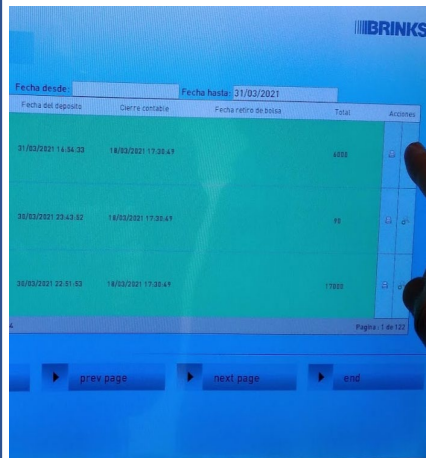 BRINKS
Fecha desde: Fecha hasta: 31/03/2021
Fecha del deposito Cierre contable Fecha retiro de bolsa Total Acciones
31/03/2021 16:56:33 18/03/2021 17:30:49 6000
30/03/2021 23:43:52 18/03/2021 17:30:49 90
30/03/2021 22:51:53 18/03/2021 17:30:49 17000
Pagina : 1 de 122
prev page next page end